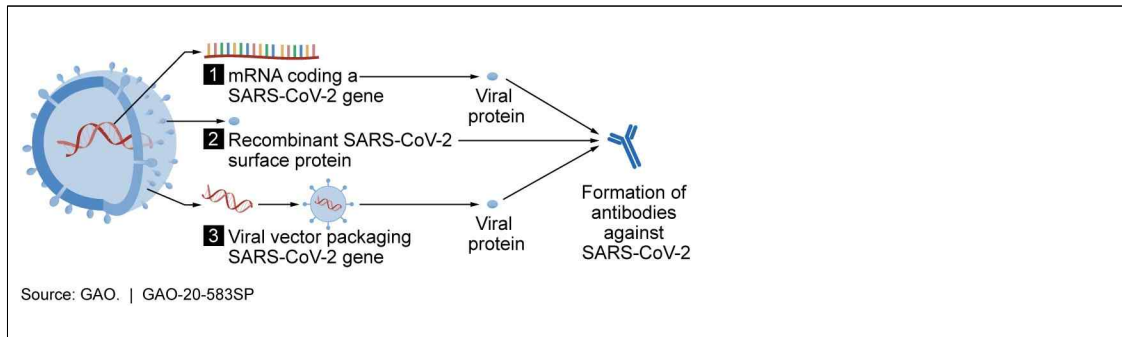 1 mRNA coding a
SARS-CoV-2 gene
Viral
protein
2 Recombinant SARS-CoV-2
surface protein
3 Viral vector packaging
SARS-CoV-2 gene
Viral
protein
Formation of
antibodies
against
SARS-CoV-2
Source: GAO. | GAO-20-583SP